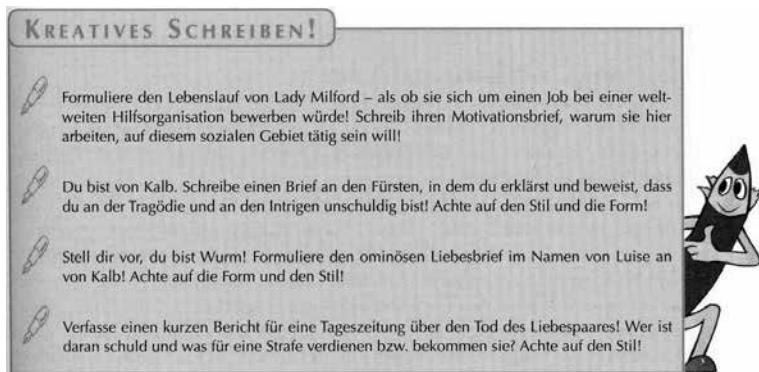 KREATIVES SCHREIBEN!
Formuliere den Lebenslauf von Lady Milford – als ob sie sich um einen Job bei einer welt-
weiten Hilfsorganisation bewerben würde! Schreib ihren Motivationsbrief, warum sie hier
arbeiten, auf diesem sozialen Gebiet tätig sein will!
Du bist von Kalb. Schreibe einen Brief an den Fürsten, in dem du erklärst und beweist, dass
du an der Tragödie und an den Intrigen unschuldig bist! Achte auf den Stil und die Form!
Stell dir vor, du bist Wurm! Formuliere den ominösen Liebesbrief im Namen von Luise an
von Kalb! Achte auf die Form und den Stil!
Verfasse einen kurzen Bericht für eine Tageszeitung über den Tod des Liebespaares! Wer ist
daran schuld und was für eine Strafe verdienen bzw. bekommen sie? Achte auf den Stil!